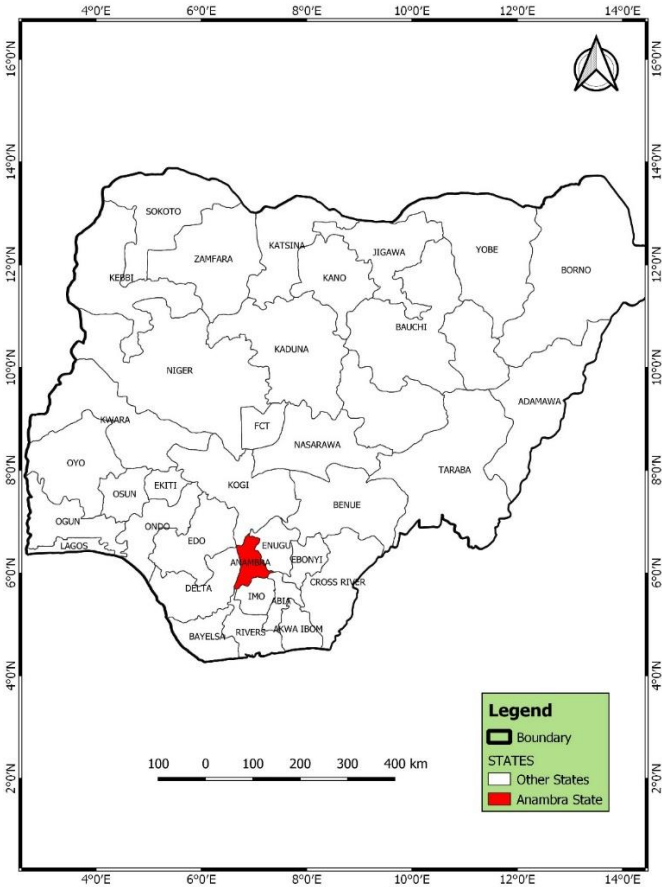 4°0'E 6°0'E 8°0'E 10°0'E 12°0'E 14°0'E
16°0'N 16°0'N
14°0'N 14°0'N
SOKOTO
ZAMFARA KATSINA JIGAWA YOBE
KEBBI KANO BORNO
12°0'N 12°0'N
BAUCHI
KADUNA
NIGER
10°0'N 10°0'N
ADAMAWA
KWARA FCT
NASARAWA
OYO TARABA
8°0'N 8°0'N
OSUN EKITI KOGI
BENUE
OGUN ONDO
EDO
LAGOS ENUGU
ANAMBRA EBONYI
6°0'N 6°0'N
DELTA IMO ABIA CROSS RIVER
BAYELSA RIVERS AKWA IBOM
4°0'N 4°0'N
Legend
Boundary
STATES
Other States
Anambra State
100 0 100 200 300 400 km
2°0'N 2°0'N
4°0'E 6°0'E 8°0'E 10°0'E 12°0'E 14°0'E